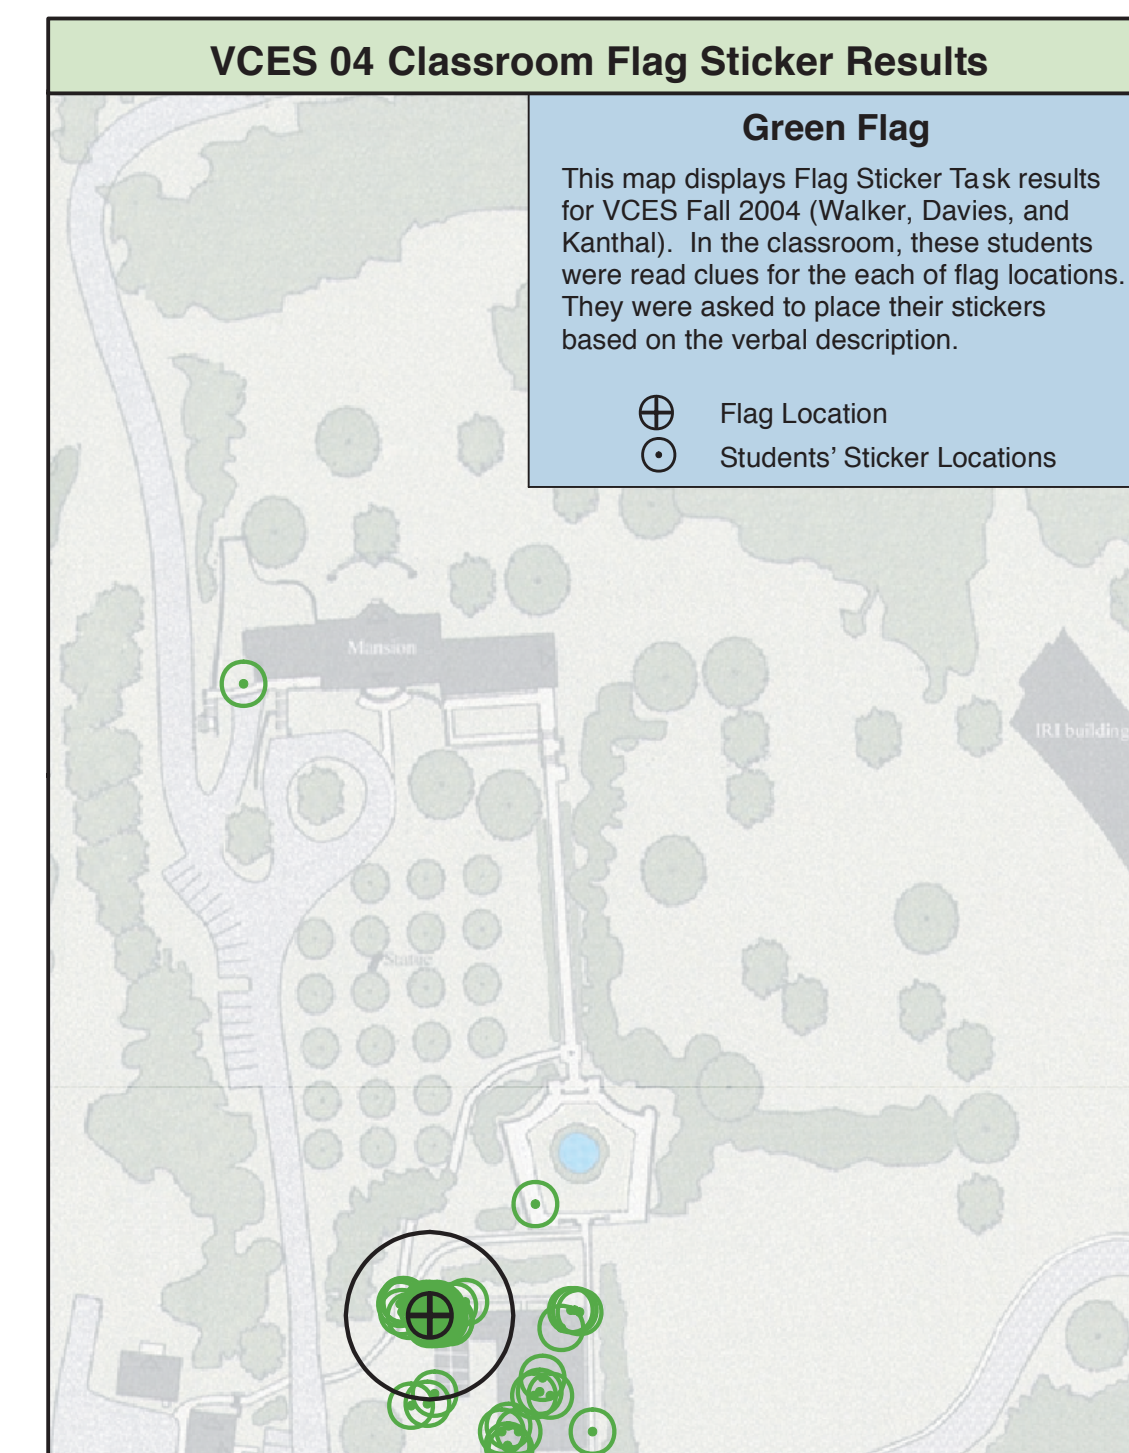 VCES 04 Classroom Flag Sticker Results
Green Flag
This map displays Flag Sticker Task results
for VCES Fall 2004 (Walker, Davies, and
Kanthal).  In the classroom, these students
were read clues for the each of flag locations.
They were asked to place their stickers
based on the verbal description.
Flag Location
Students’ Sticker Locations
Mansion
IRI building
Statue